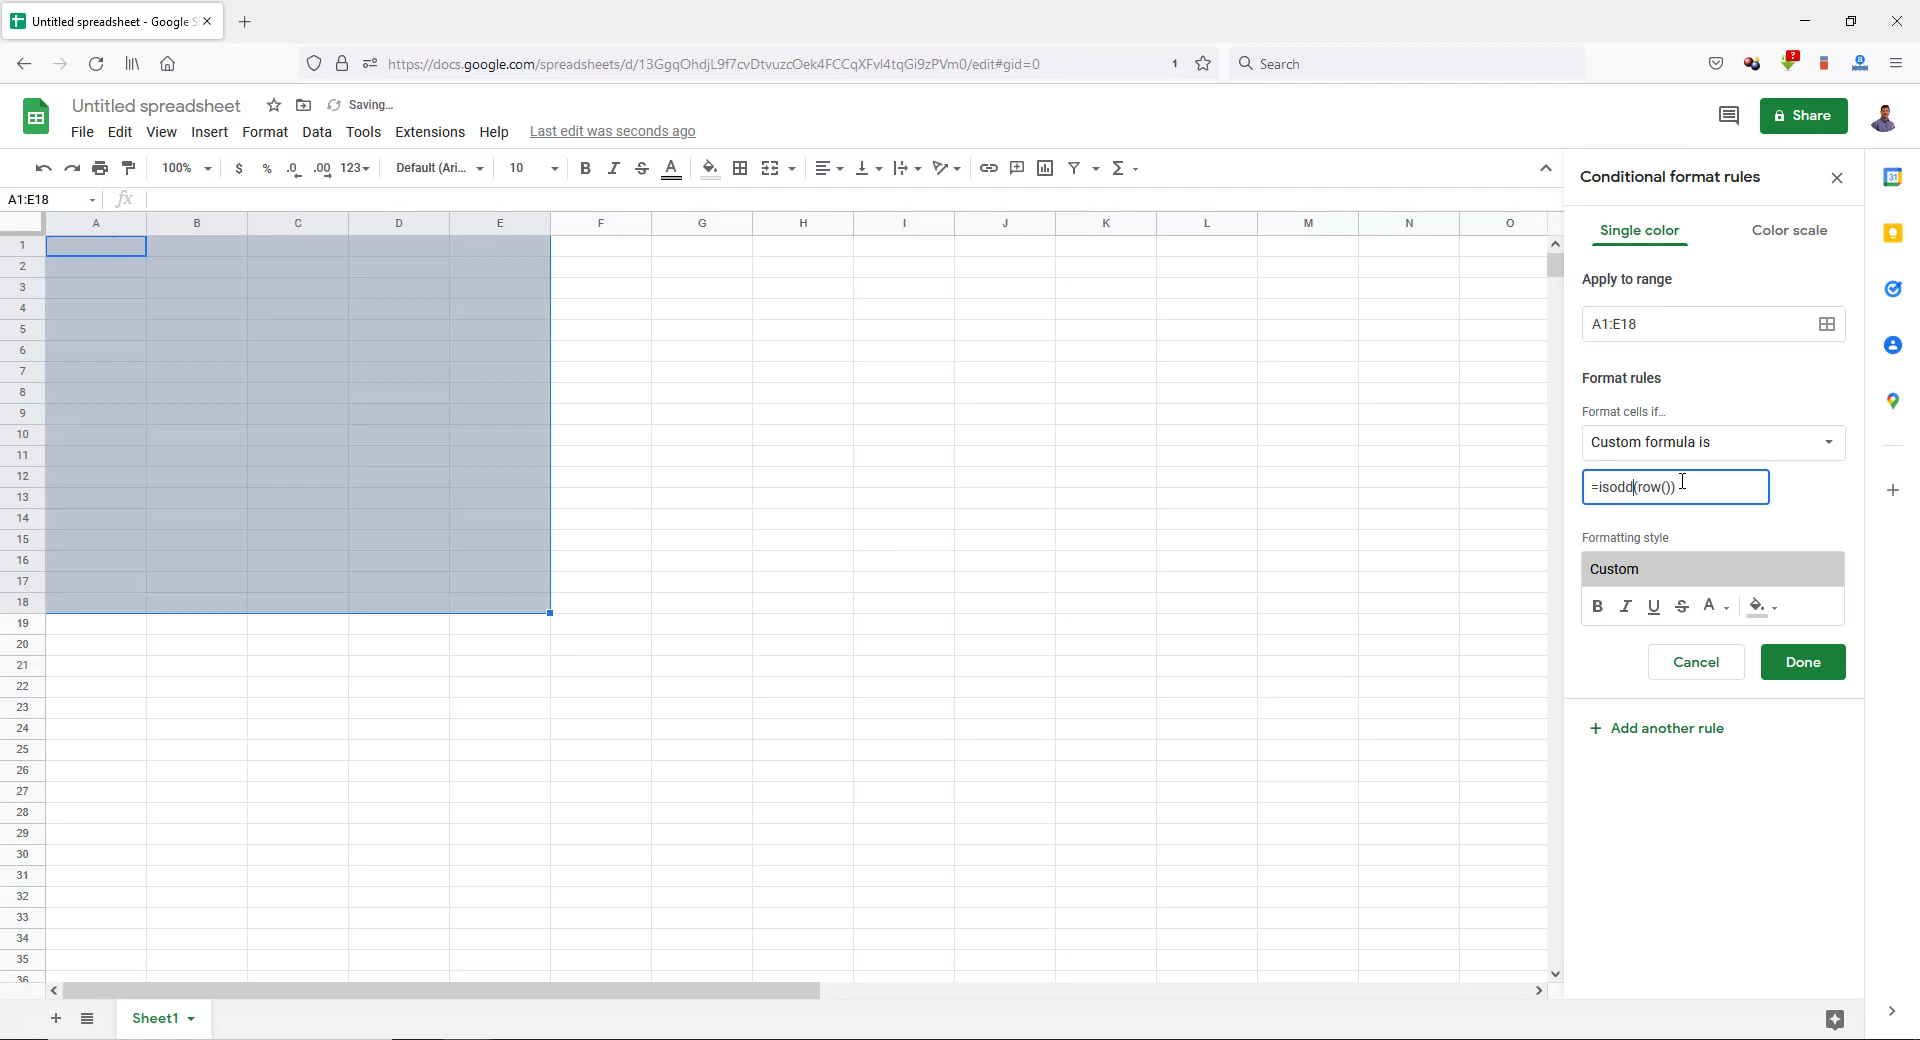 Untitled spreadsheet - Google S
https://docs.google.com/spreadsheets/d/13GgqOhdjL9f7cvDtvuzcOek4FCCqXFvl4tqGi9zPVm0/edit#gid=0
1
Search
?
a
Untitled spreadsheet
Saving...
File Edit View Insert Format Data Tools Extensions Help Last edit was seconds ago
Share
100% $ % .0 .00 123 Default (Ari... 10 B I S A Σ
A1:E18 fx
A B C D E F G H I J K L M N O
1
2
3
4
5
6
7
8
9
10
11
12
13
14
15
16
17
18
19
20
21
22
23
24
25
26
27
28
29
30
31
32
33
34
35
36
Conditional format rules
Single color Color scale
Apply to range
A1:E18
Format rules
Format cells if...
Custom formula is
=isodd(row())
Formatting style
Custom
B I U S A
Cancel Done
+ Add another rule
31
Sheet1